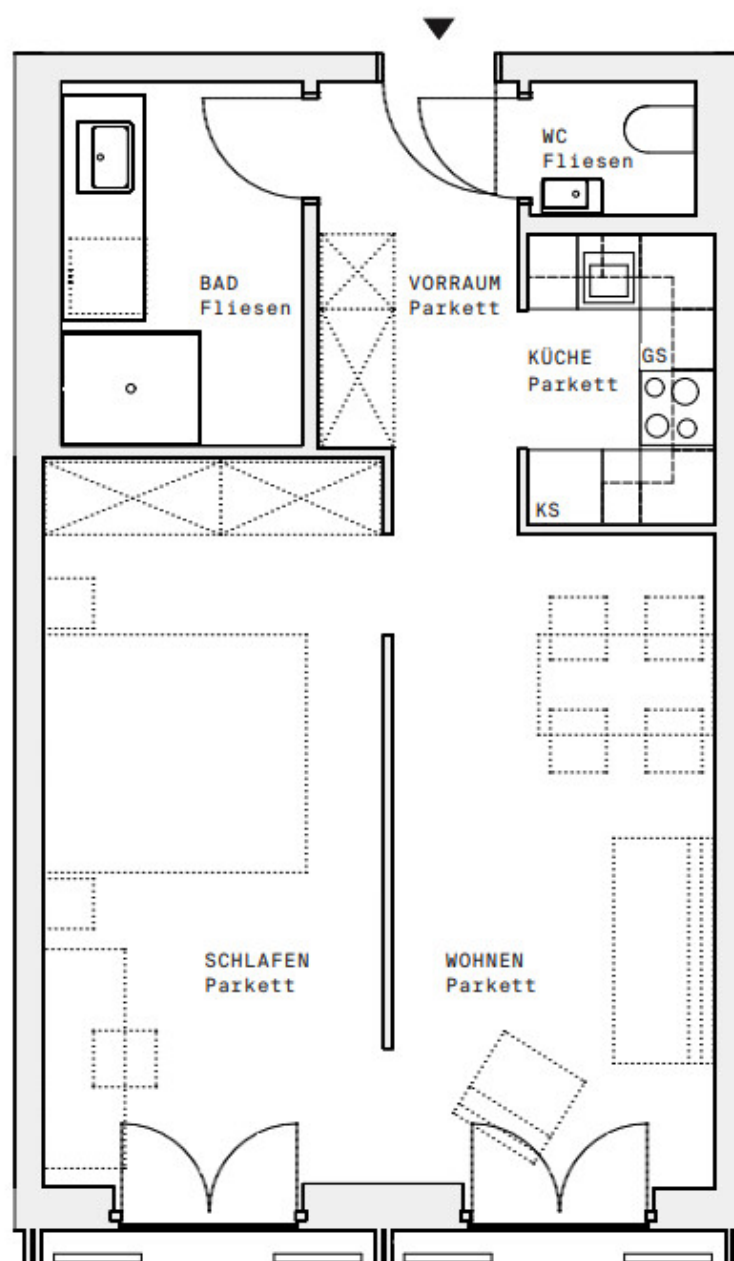 WC
Fliesen
BAD
Fliesen
VORRAUM
Parkett
KÜCHE
Parkett
GS
KS
SCHLAFEN
Parkett
WOHNEN
Parkett